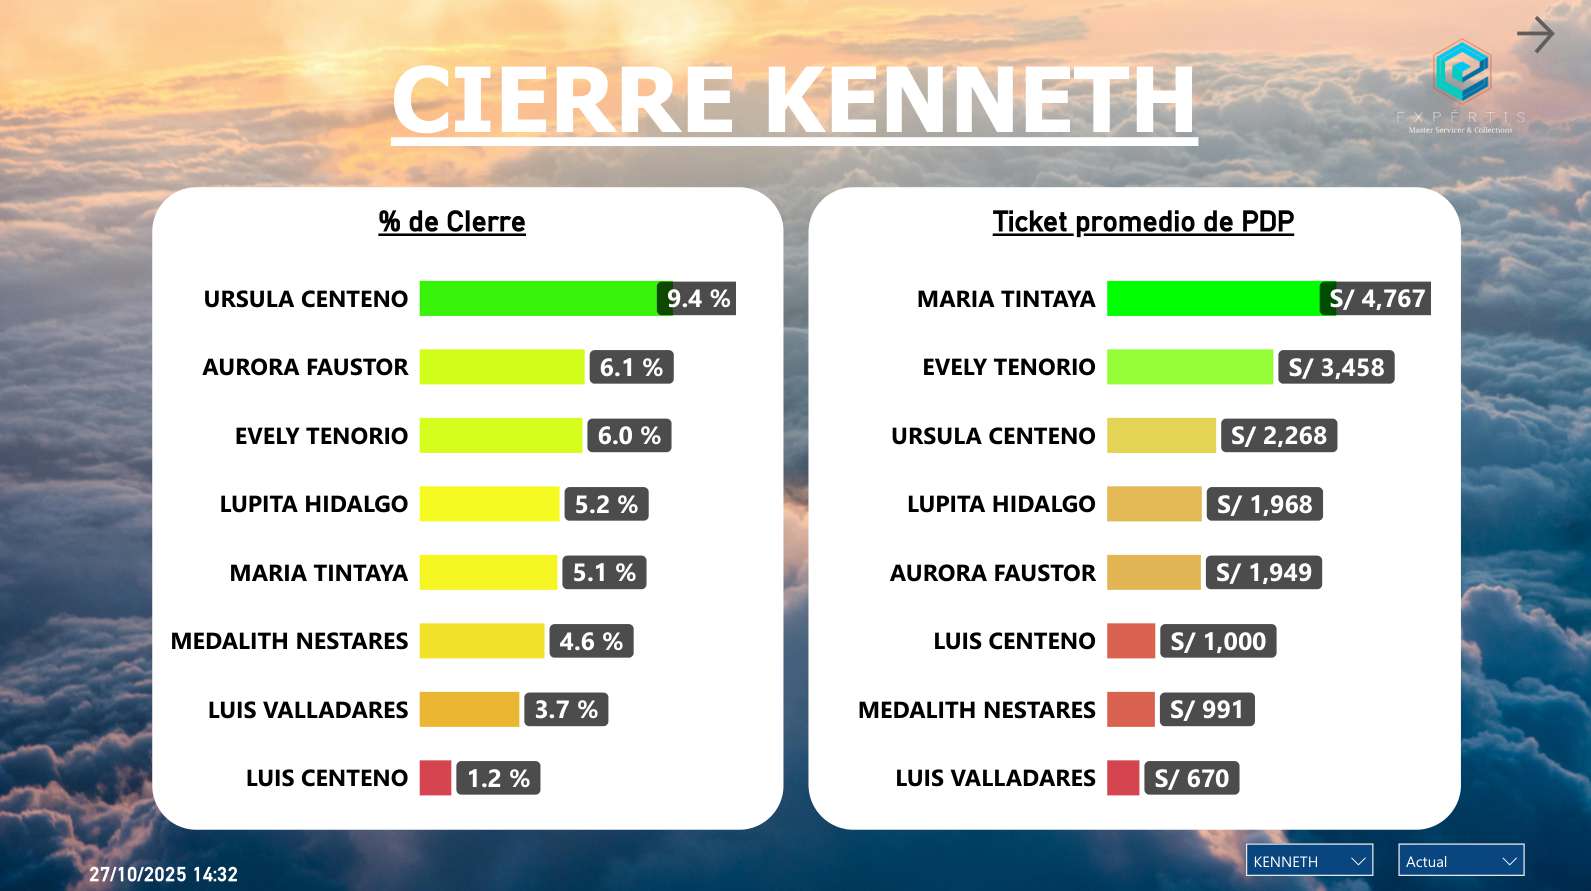 CIERRE KENNETH
EXPERTIS
Master Servicer & Collections
% de CIerre
URSULA CENTENO 9.4 %
AURORA FAUSTOR 6.1 %
EVELY TENORIO 6.0 %
LUPITA HIDALGO 5.2 %
MARIA TINTAYA 5.1 %
MEDALITH NESTARES 4.6 %
LUIS VALLADARES 3.7 %
LUIS CENTENO 1.2 %
Ticket promedio de PDP
MARIA TINTAYA S/ 4,767
EVELY TENORIO S/ 3,458
URSULA CENTENO S/ 2,268
LUPITA HIDALGO S/ 1,968
AURORA FAUSTOR S/ 1,949
LUIS CENTENO S/ 1,000
MEDALITH NESTARES S/ 991
LUIS VALLADARES S/ 670
27/10/2025 14:32
KENNETH
Actual